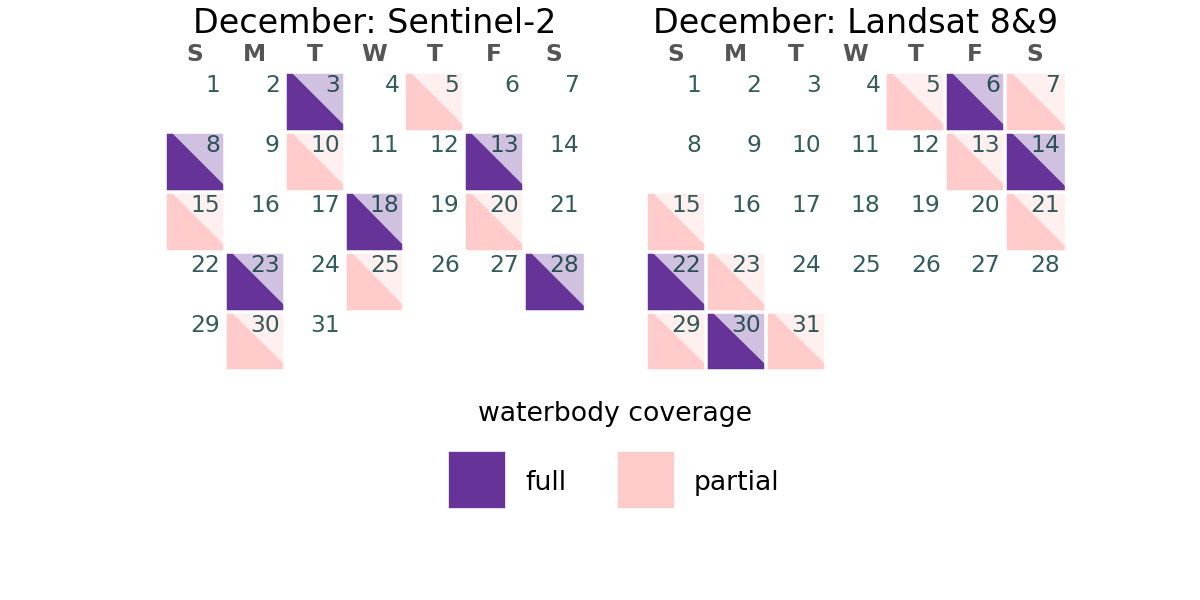 December: Sentinel-2
S M T W T F S
1 2 3 4 5 6 7
8 9 10 11 12 13 14
15 16 17 18 19 20 21
22 23 24 25 26 27 28
29 30 31
December: Landsat 8&9
S M T W T F S
1 2 3 4 5 6 7
8 9 10 11 12 13 14
15 16 17 18 19 20 21
22 23 24 25 26 27 28
29 30 31
waterbody coverage
full partial